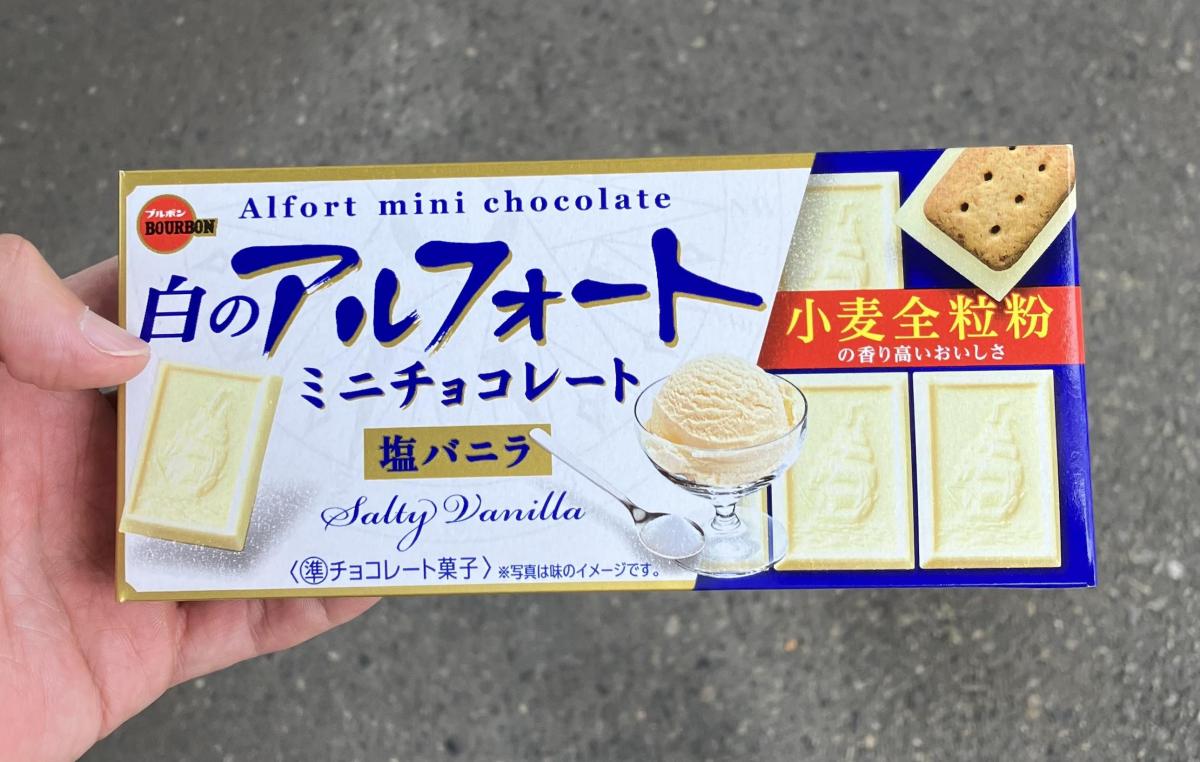 ブルボン
BOURBON
Alfort mini chocolate
白のアルフォート
ミニチョコレート
塩バニラ
Salty Vanilla
〈㊜チョコレート菓子〉※写真は味のイメージです。
小麦全粒粉
の香り高いおいしさ